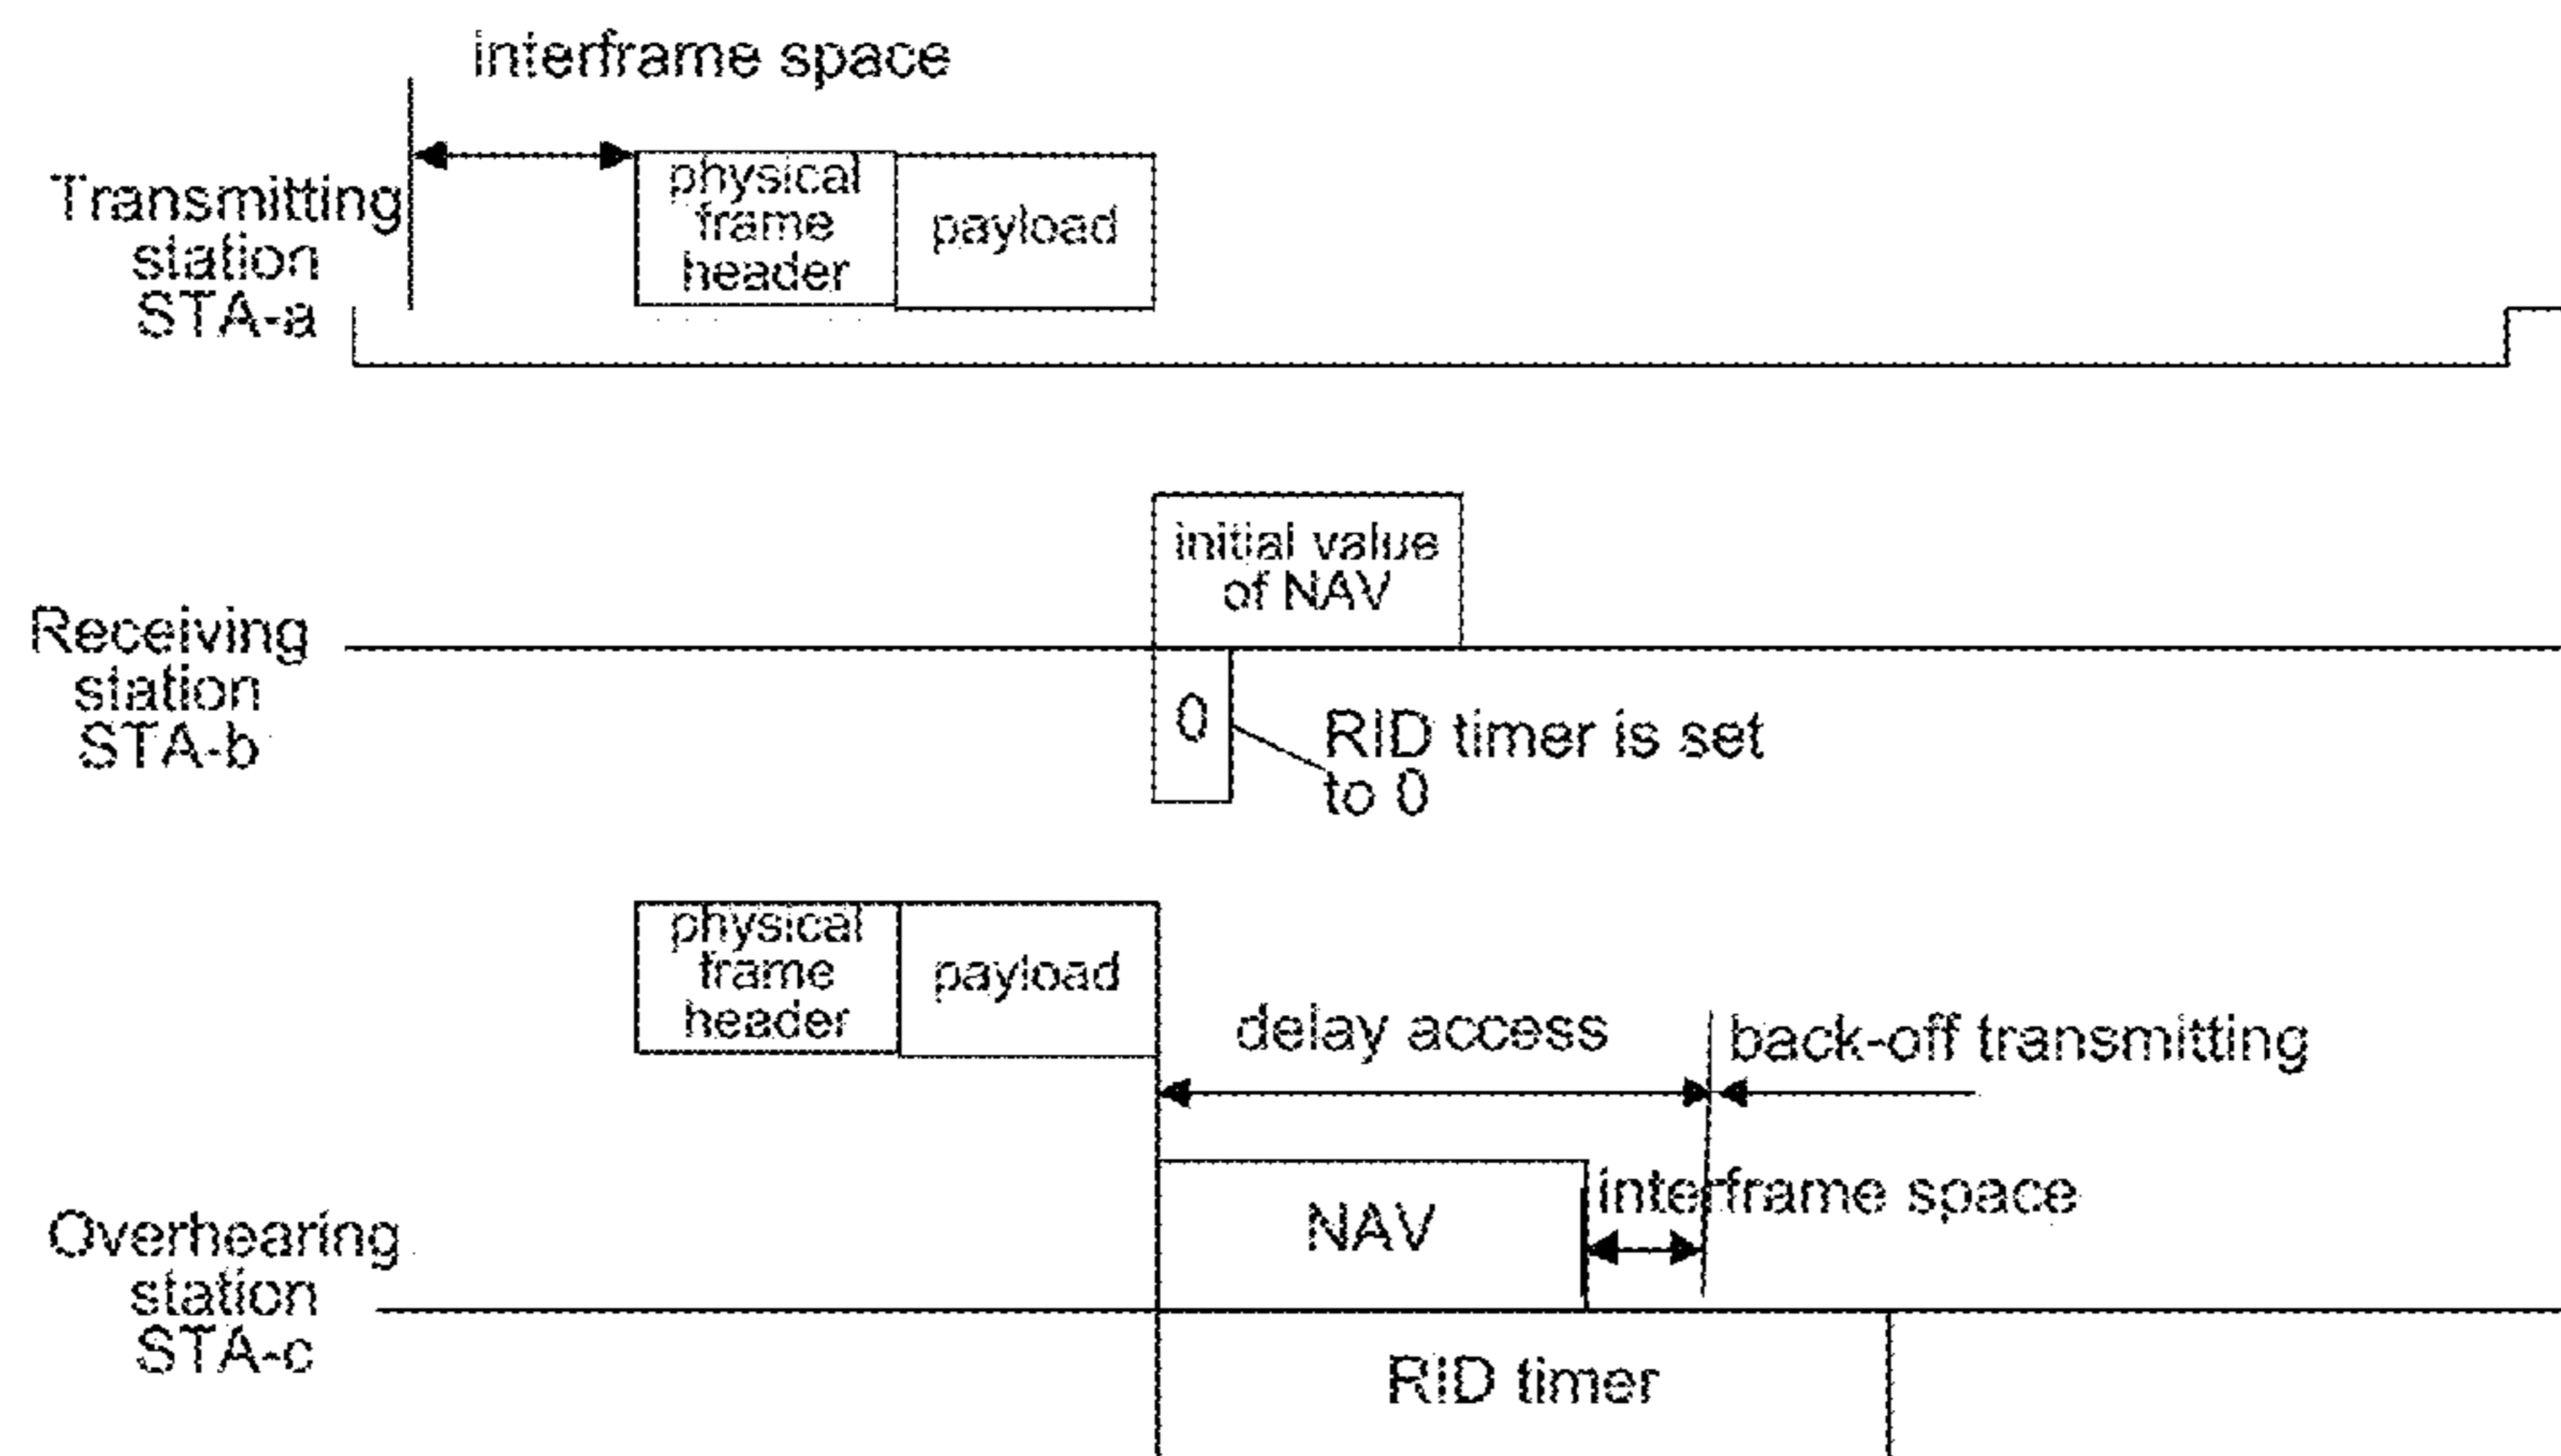 interframe space
Transmitting
station
STA-a
physical
frame
header
payload
initial value
of NAV
Receiving
station
STA-b
0
RID timer is set
to 0
physical
frame
header
payload
delay access
back-off transmitting
interframe space
NAV
Overhearing
station
STA-c
RID timer